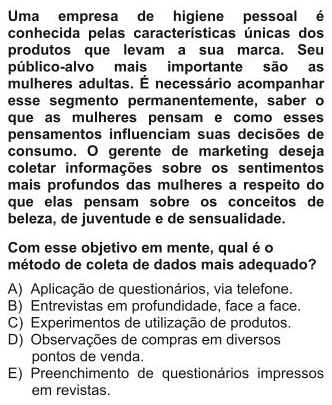 Uma empresa de higiene pessoal é
conhecida pelas características únicas dos
produtos que levam a sua marca. Seu
público-alvo mais importante são as
mulheres adultas. É necessário acompanhar
esse segmento permanentemente, saber o
que as mulheres pensam e como esses
pensamentos influenciam suas decisões de
consumo. O gerente de marketing deseja
coletar informações sobre os sentimentos
mais profundos das mulheres a respeito do
que elas pensam sobre os conceitos de
beleza, de juventude e de sensualidade.
Com esse objetivo em mente, qual é o
método de coleta de dados mais adequado?
A) Aplicação de questionários, via telefone.
B) Entrevistas em profundidade, face a face.
C) Experimentos de utilização de produtos.
D) Observações de compras em diversos
pontos de venda.
E) Preenchimento de questionários impressos
em revistas.